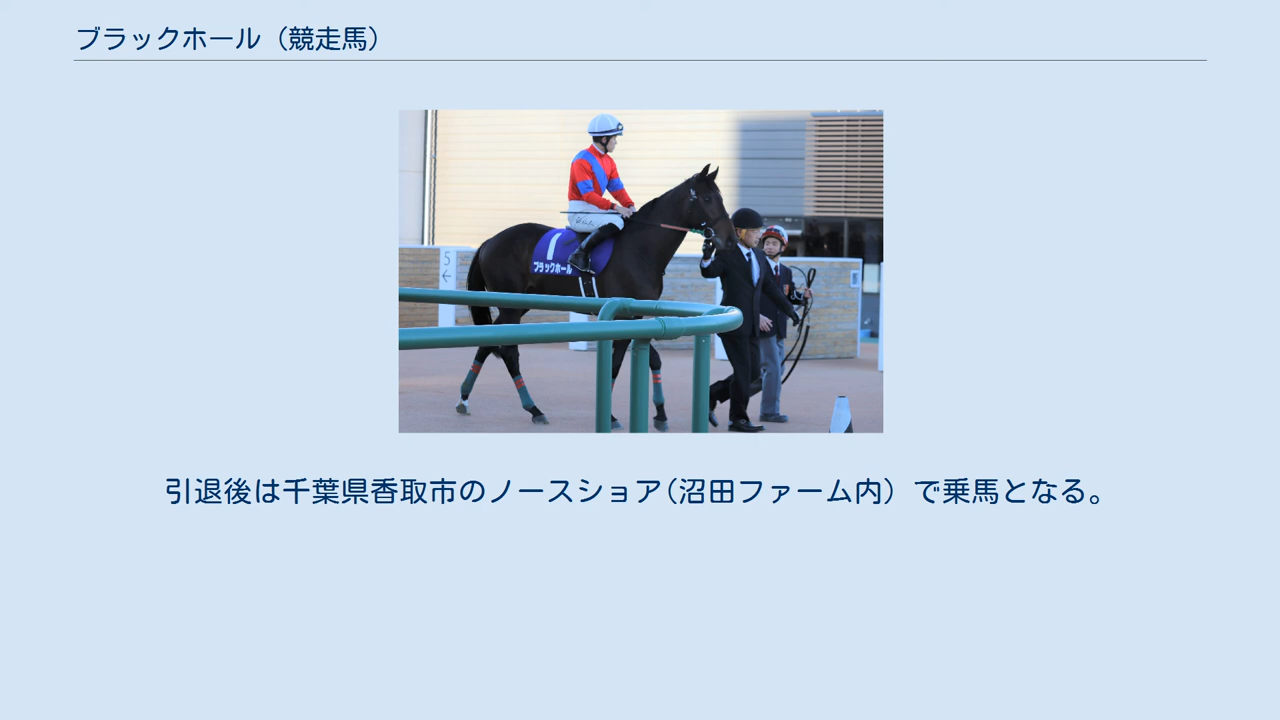 ブラックホール（競走馬）
5
←
1
ブラックホール
引退後は千葉県香取市のノースショア(沼田ファーム内）で乗馬となる。